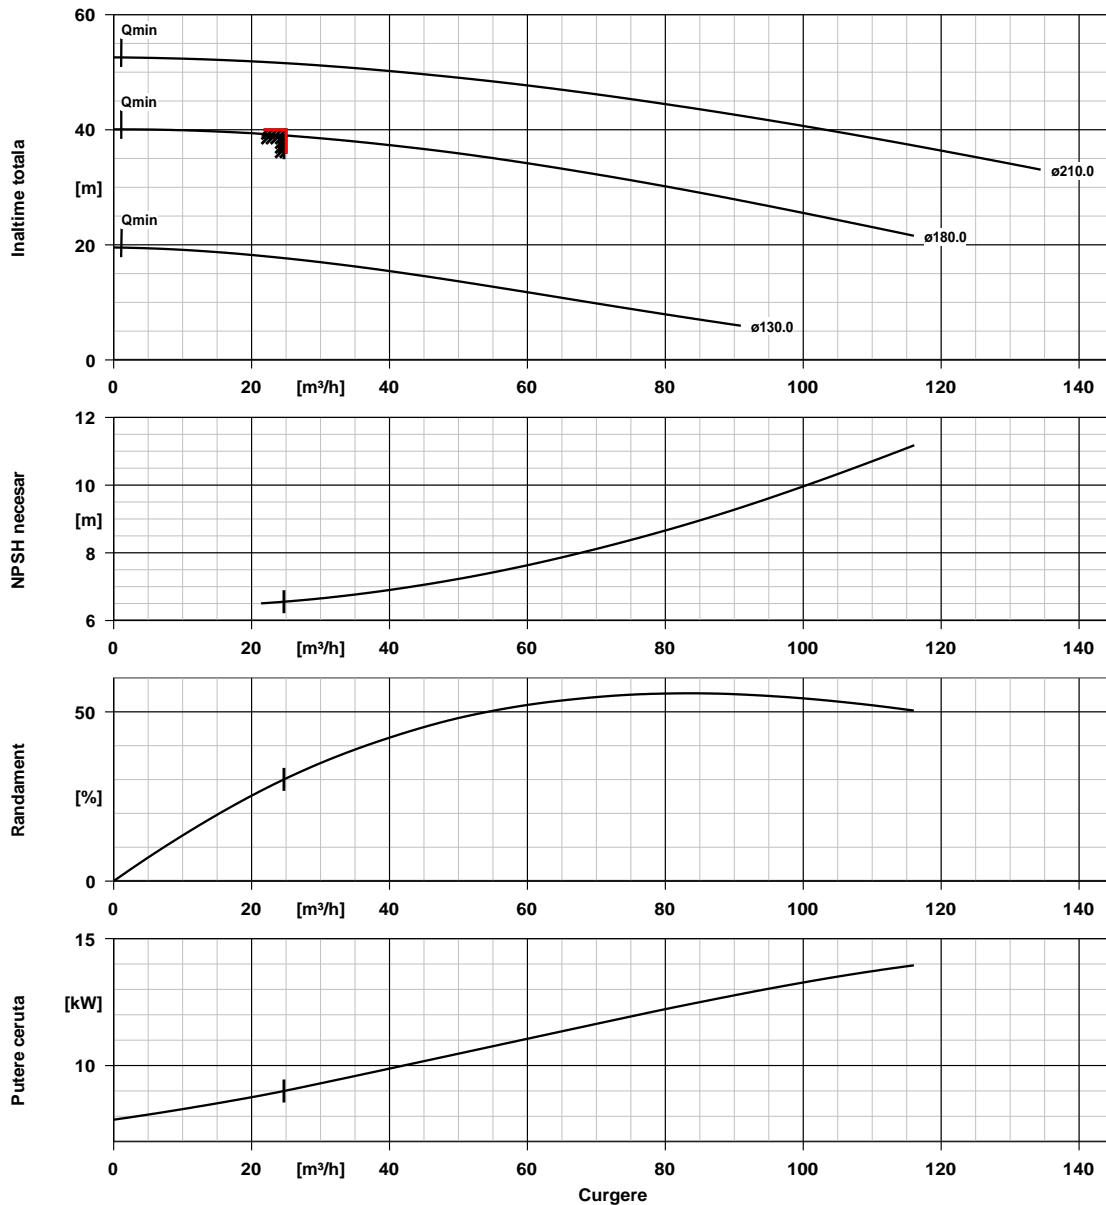 60
Qmin
Qmin
40
[m]
Qmin
20
0
Inaltime totala
ø210.0
ø180.0
ø130.0
0 20 [m³/h] 40 60 80 100 120 140
12
10
[m]
8
6
NPSH necesar
0 20 [m³/h] 40 60 80 100 120 140
50
[%]
0
Randament
0 20 [m³/h] 40 60 80 100 120 140
15
[kW]
10
Putere ceruta
0 20 [m³/h] 40 60 80 100 120 140
Curgere